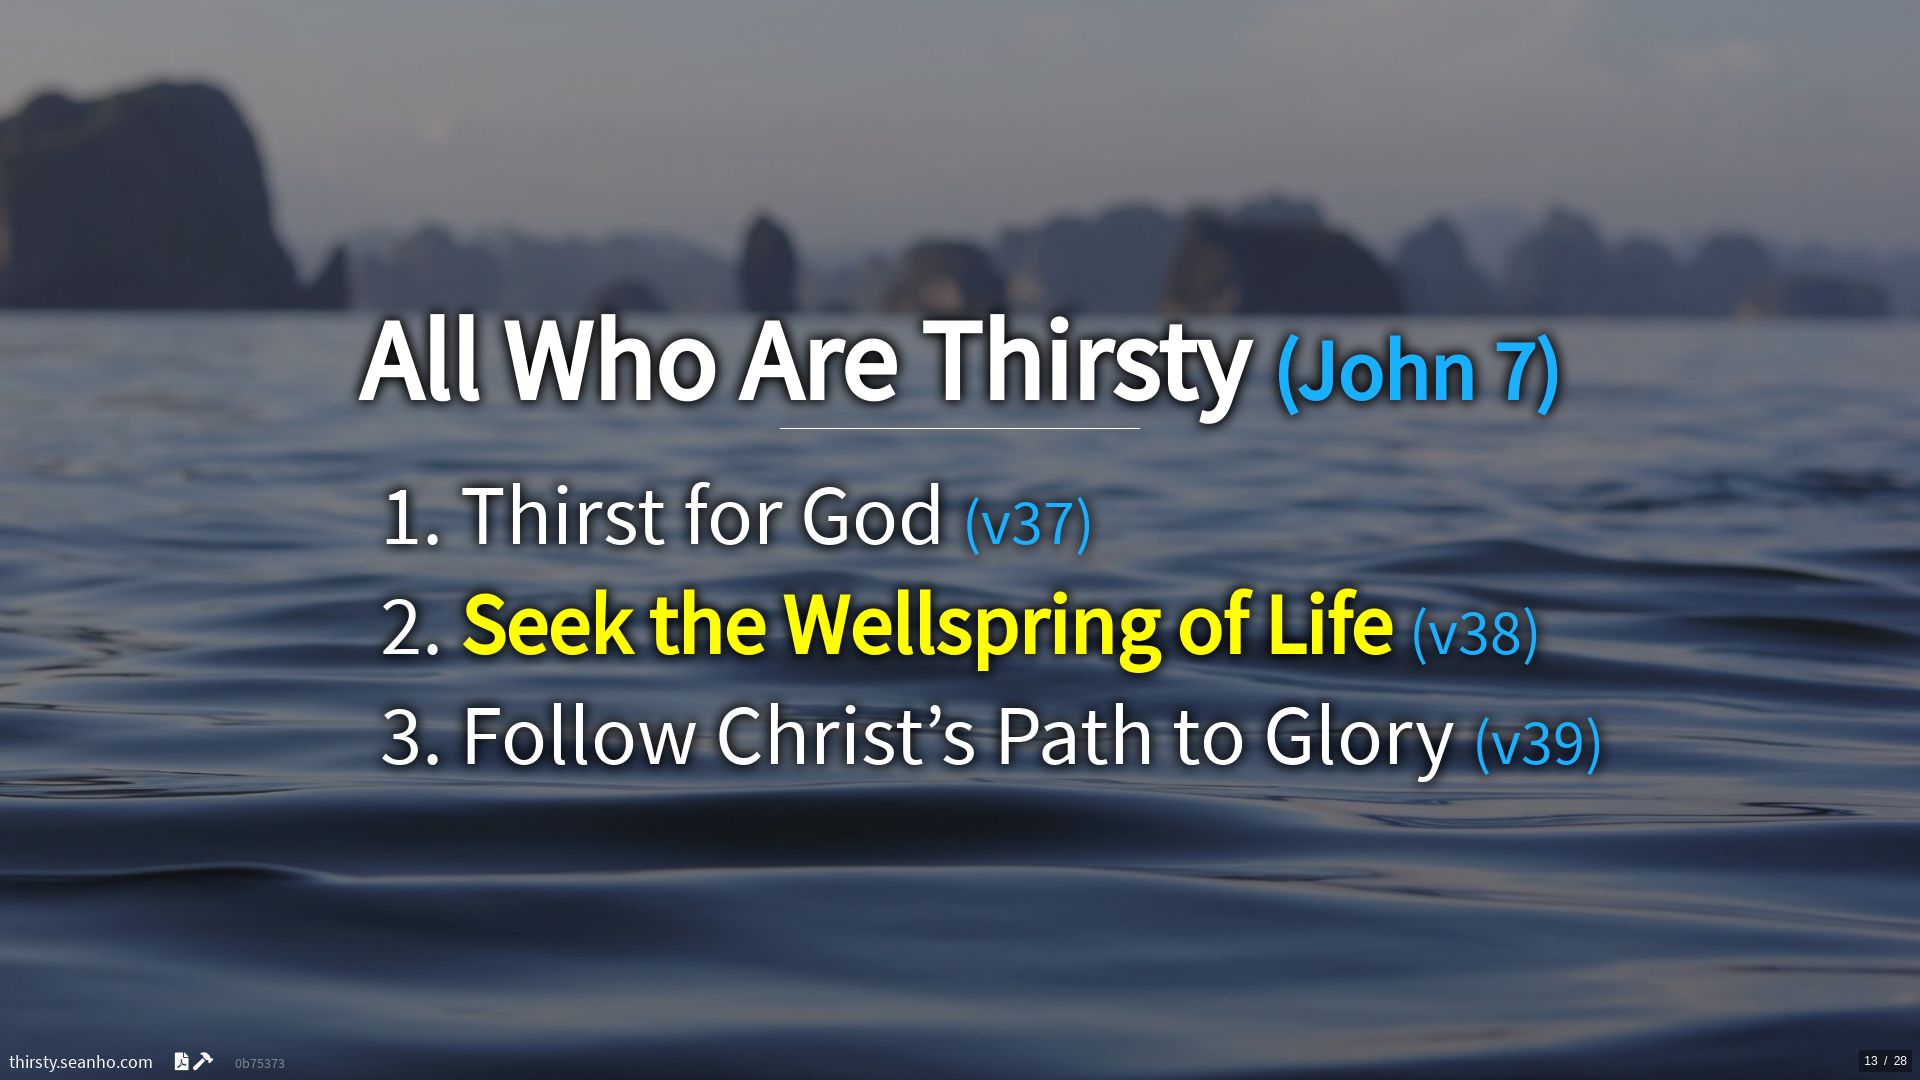 All Who Are Thirsty (John 7)
1. Thirst for God (v37)
2. Seek the Wellspring of Life (v38)
3. Follow Christ’s Path to Glory (v39)
thirsty.seanho.com 0b75373
13 / 28